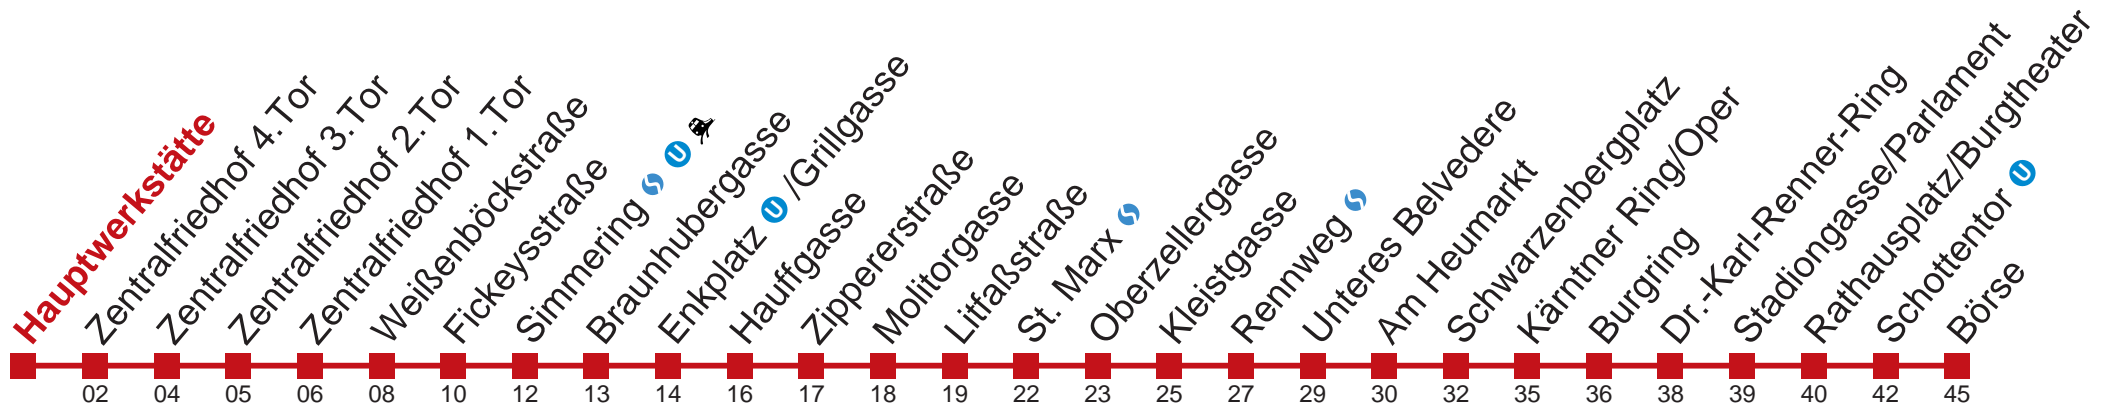 Hauptwerkstätte
Zentralfriedhof 4.Tor
Zentralfriedhof 3.Tor
Zentralfriedhof 2.Tor
Zentralfriedhof 1.Tor
Weißenböckstraße
Fickeysstraße
Simmering U
Braunhubergasse
Enkplatz U /Grillgasse
Hauffgasse
Zippererstraße
Molitorgasse
Litfaßstraße
St. Marx
Oberzellergasse
Kleistgasse
Rennweg
Unteres Belvedere
Am Heumarkt
Schwarzenbergplatz
Kärntner Ring/Oper
Burgring
Dr.-Karl-Renner-Ring
Stadiongasse/Parlament
Rathausplatz/Burgtheater
Schottentor U
Börse
02 04 05 06 08 10 12 13 14 16 17 18 19 22 23 25 27 29 30 32 35 36 38 39 40 42 45